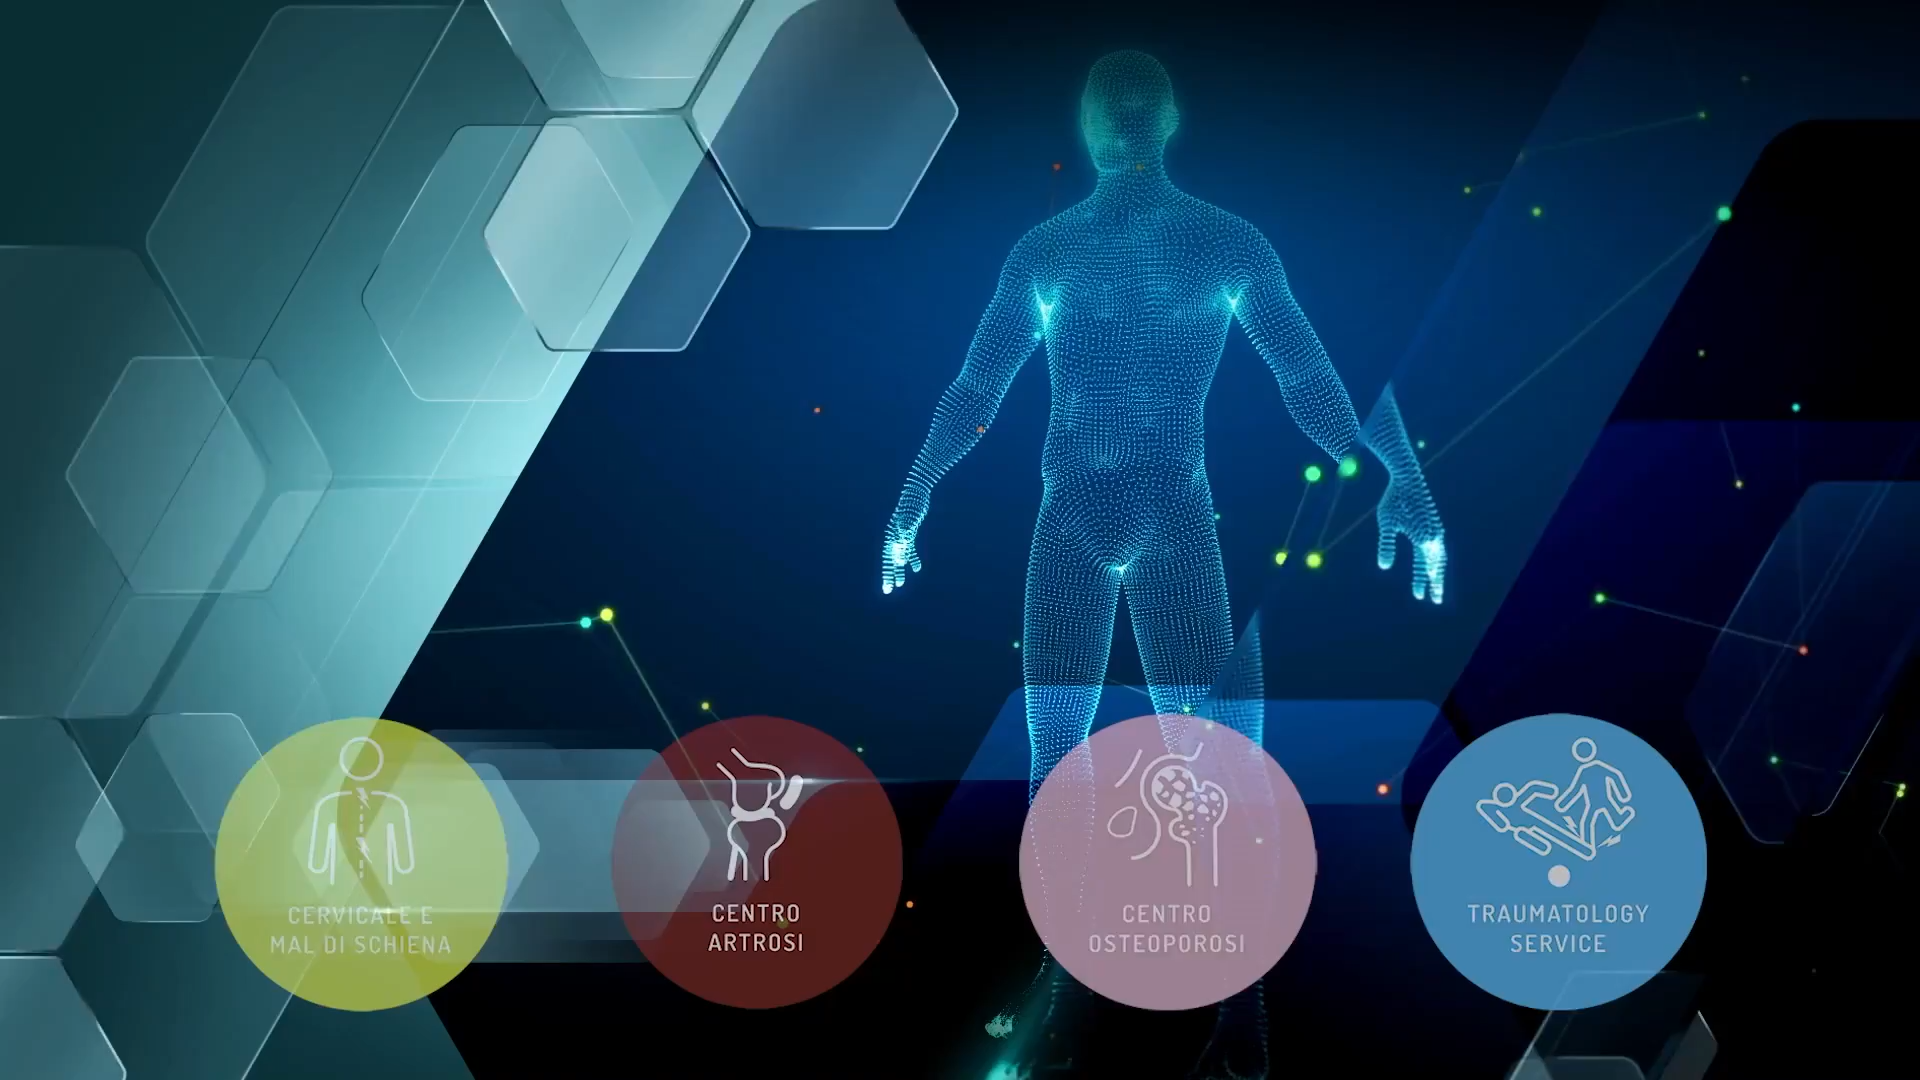 CERVICALE E
MAL DI SCHIENA
CENTRO
ARTROSI
CENTRO
OSTEOPOROSI
TRAUMATOLOGY
SERVICE